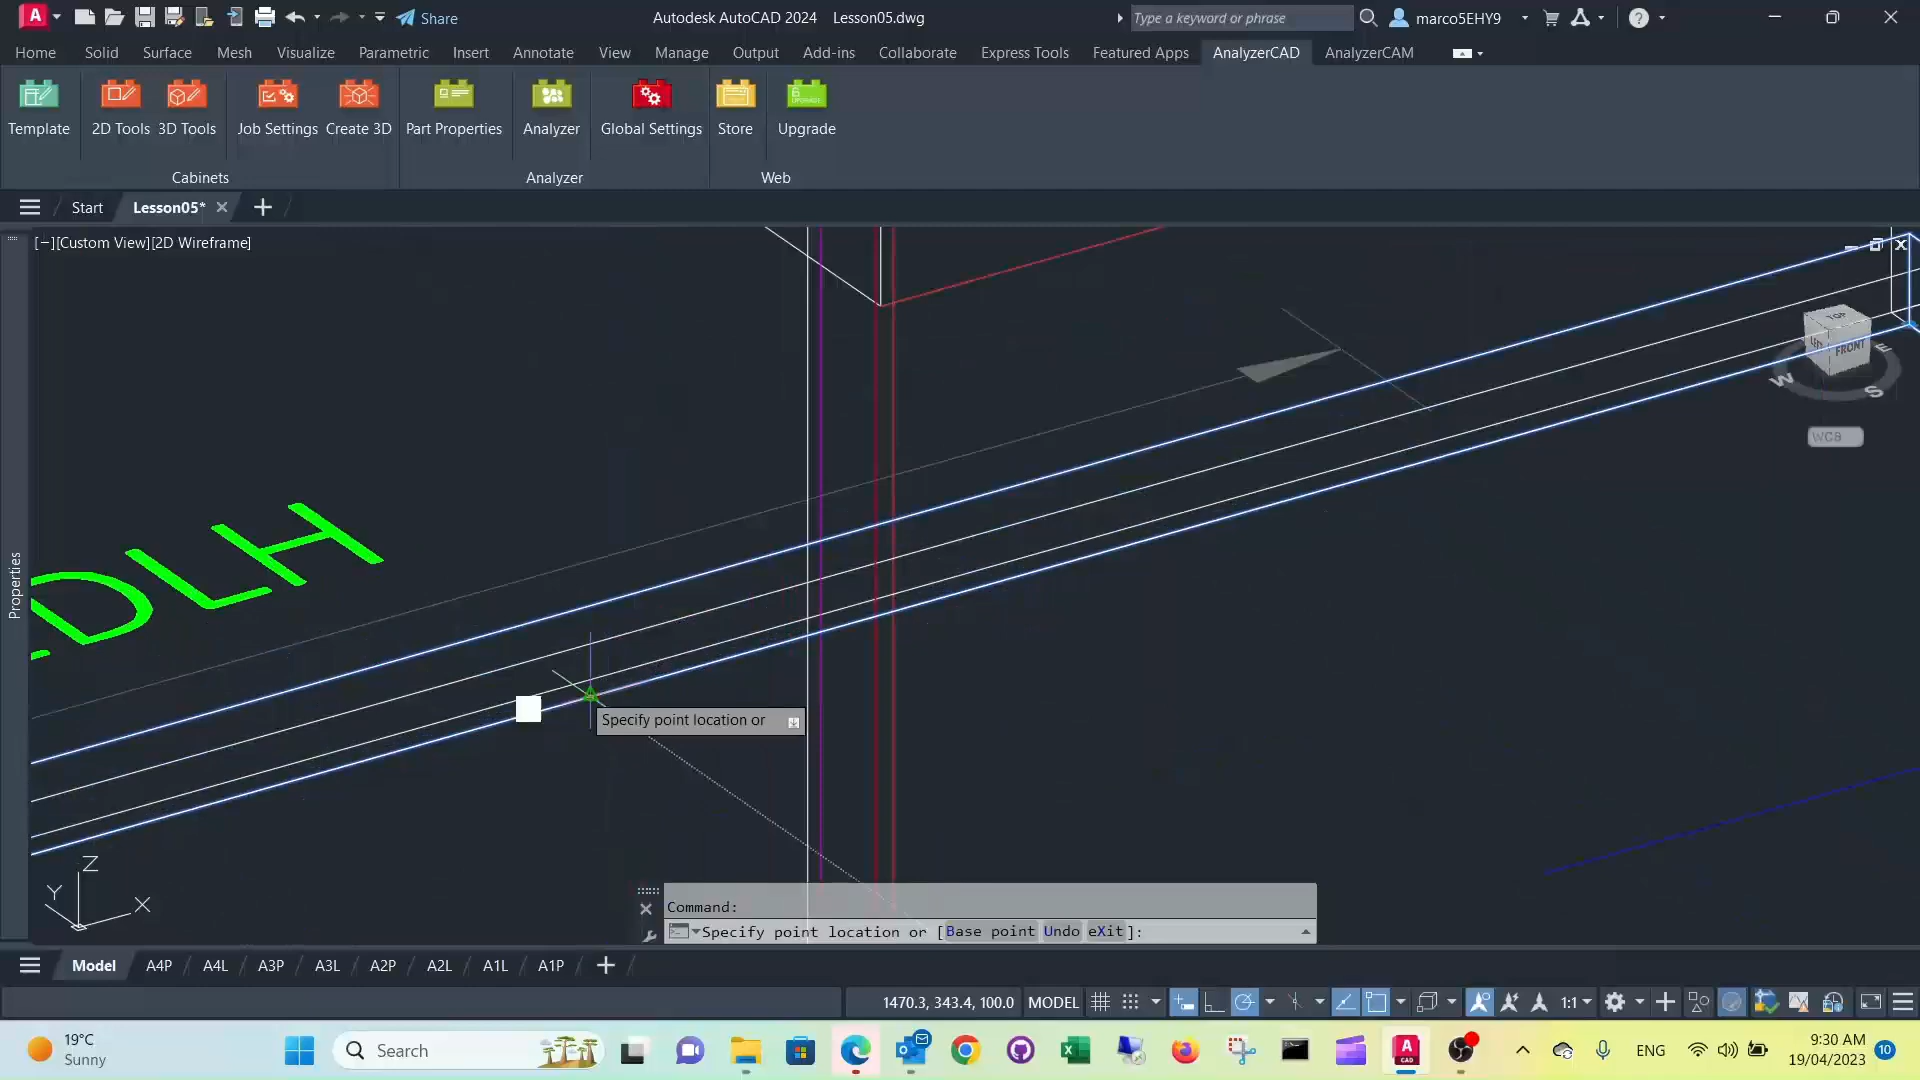 Share
Autodesk AutoCAD 2024 Lesson05.dwg
Type a keyword or phrase
marco5EHY9
Home Solid Surface Mesh Visualize Parametric Insert Annotate View Manage Output Add-ins Collaborate Express Tools Featured Apps AnalyzerCAD AnalyzerCAM
Template 2D Tools 3D Tools Job Settings Create 3D Part Properties Analyzer Global Settings Store Upgrade
UPGRADE
Cabinets Analyzer Web
Start Lesson05*
[−][Custom View][2D Wireframe]
TOP
FRONT
E
W
S
WCS
DLH
Properties
Specify point location or
Z
Y
X
Command:
Specify point location or [Base point Undo eXit]:
Model A4P A4L A3P A3L A2P A2L A1L A1P
1470.3, 343.4, 100.0 MODEL 1:1
19°C
Sunny
Search
CAD
ENG
9:30 AM
19/04/2023
10